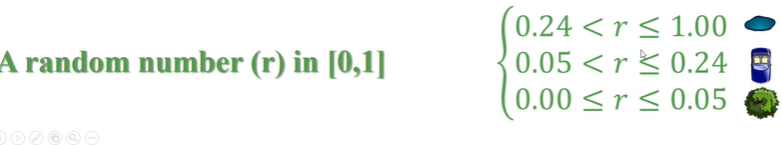 A random number (r) in [0,1]
0.24 < r ≤ 1.00
0.05 < r ≤ 0.24
0.00 ≤ r ≤ 0.05